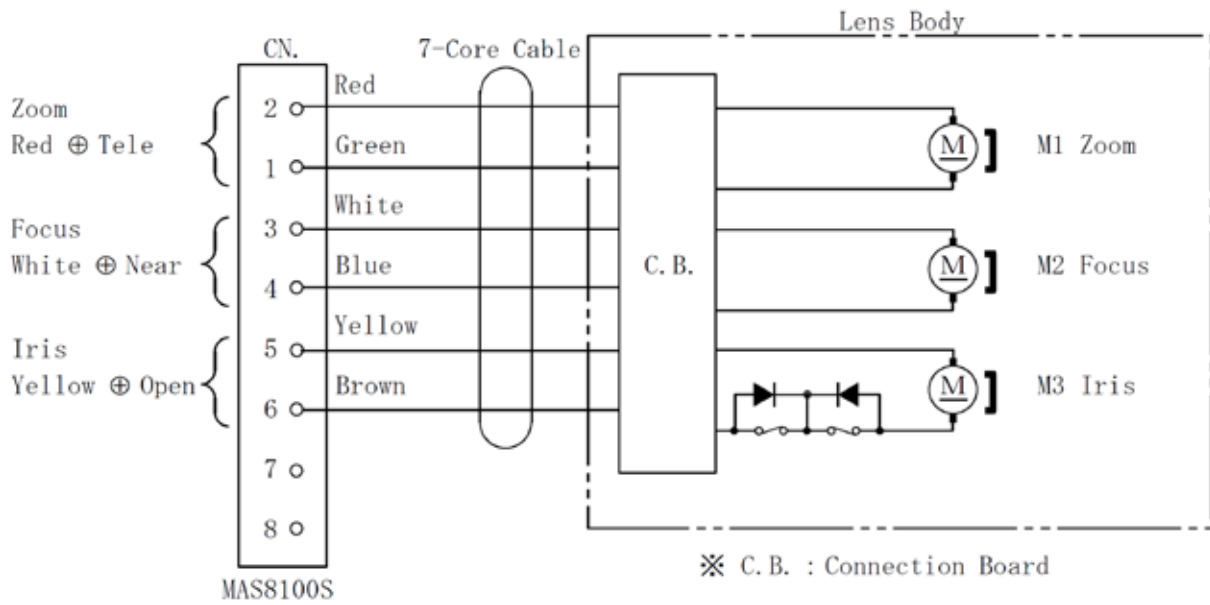 Lens Body
CN.
7-Core Cable
Zoom
Red ⊕ Tele
2
Red
1
Green
M
M1 Zoom
Focus
White ⊕ Near
3
White
4
Blue
C.B.
M
M2 Focus
Iris
Yellow ⊕ Open
5
Yellow
6
Brown
M
M3 Iris
7
8
MAS8100S
※ C.B. : Connection Board